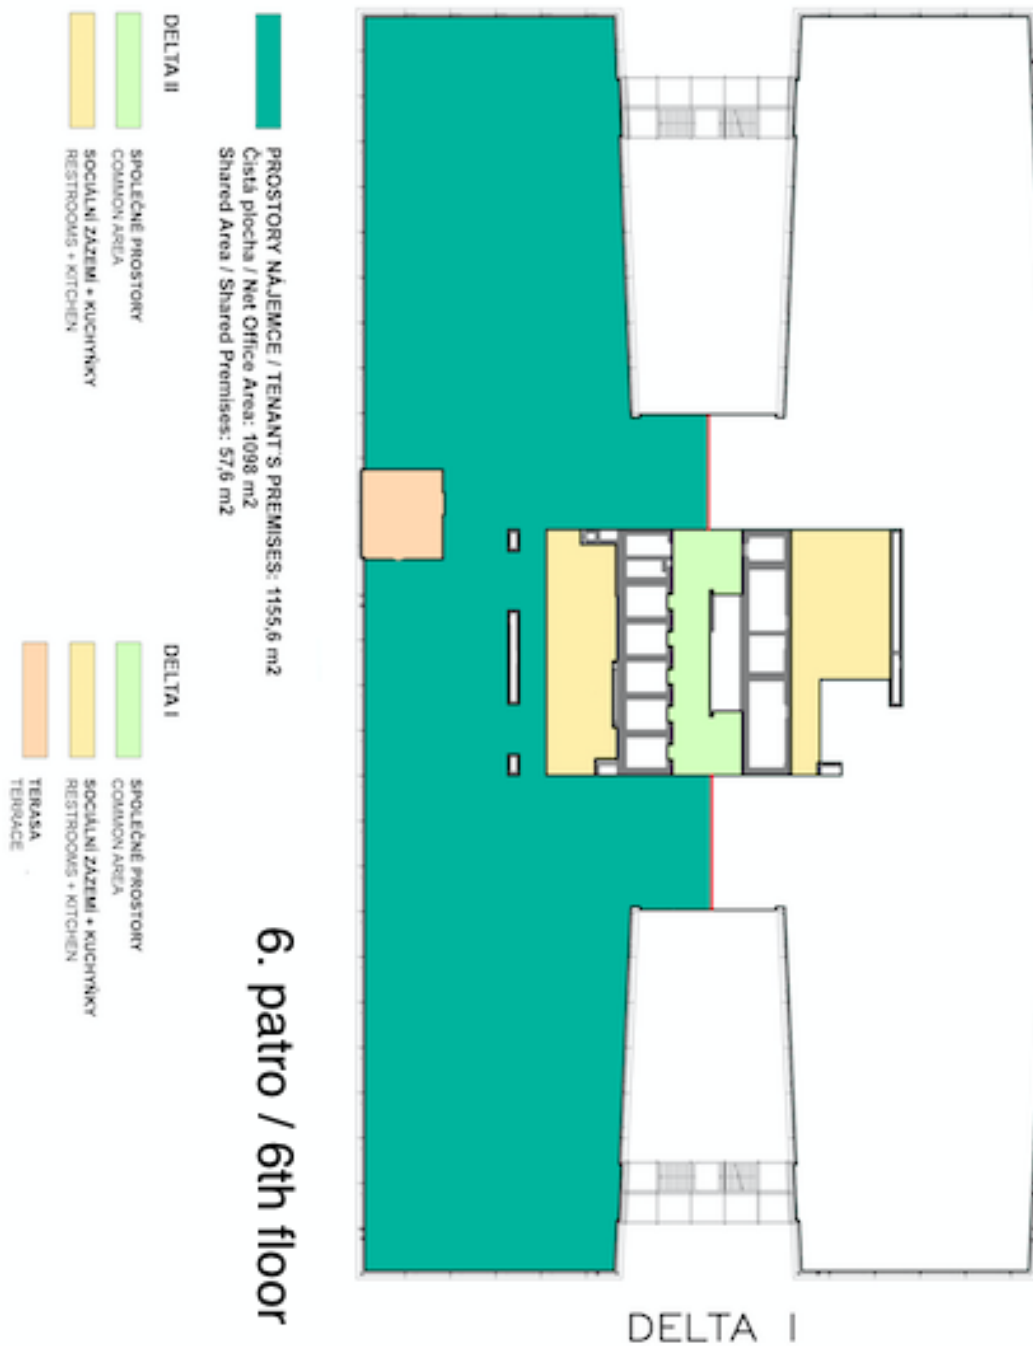 PROSTORY NÁJEMCE / TENANT´S PREMISES: 1155,6 m2
Čistá plocha / Net Office Area: 1098 m2
Shared Area / Shared Premises: 57,6 m2
DELTA II
SPOLEČNÉ PROSTORY
COMMON AREA
SOCIÁLNÍ ZÁZEMÍ + KUCHYŇKY
RESTROOMS + KITCHEN
DELTA I
SPOLEČNÉ PROSTORY
COMMON AREA
SOCIÁLNÍ ZÁZEMÍ + KUCHYŇKY
RESTROOMS + KITCHEN
TERASA
TERRACE
6. patro / 6th floor
DELTA I